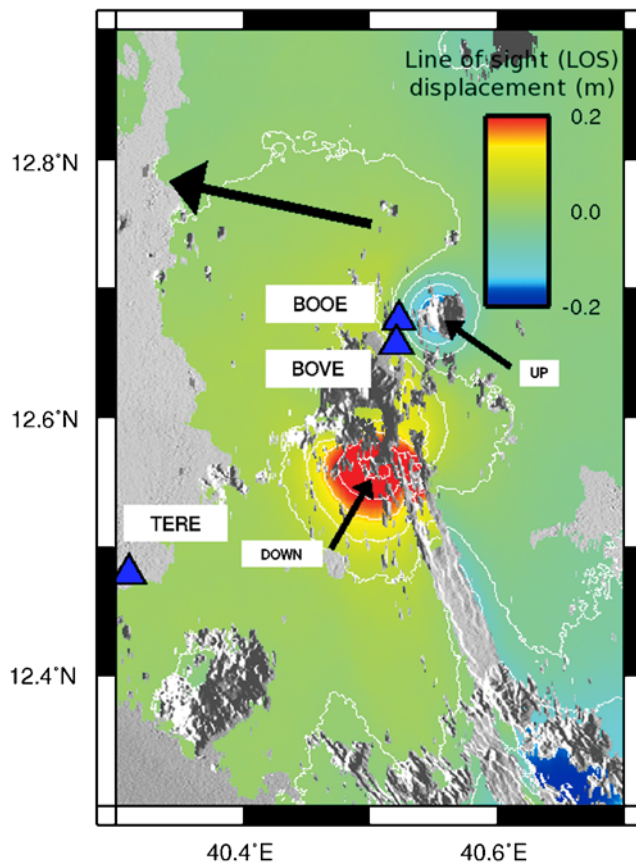 Line of sight (LOS)
displacement (m)
0.2
0.0
-0.2
12.8°N
BOOE
BOVE
UP
12.6°N
TERE
DOWN
12.4°N
40.4°E
40.6°E